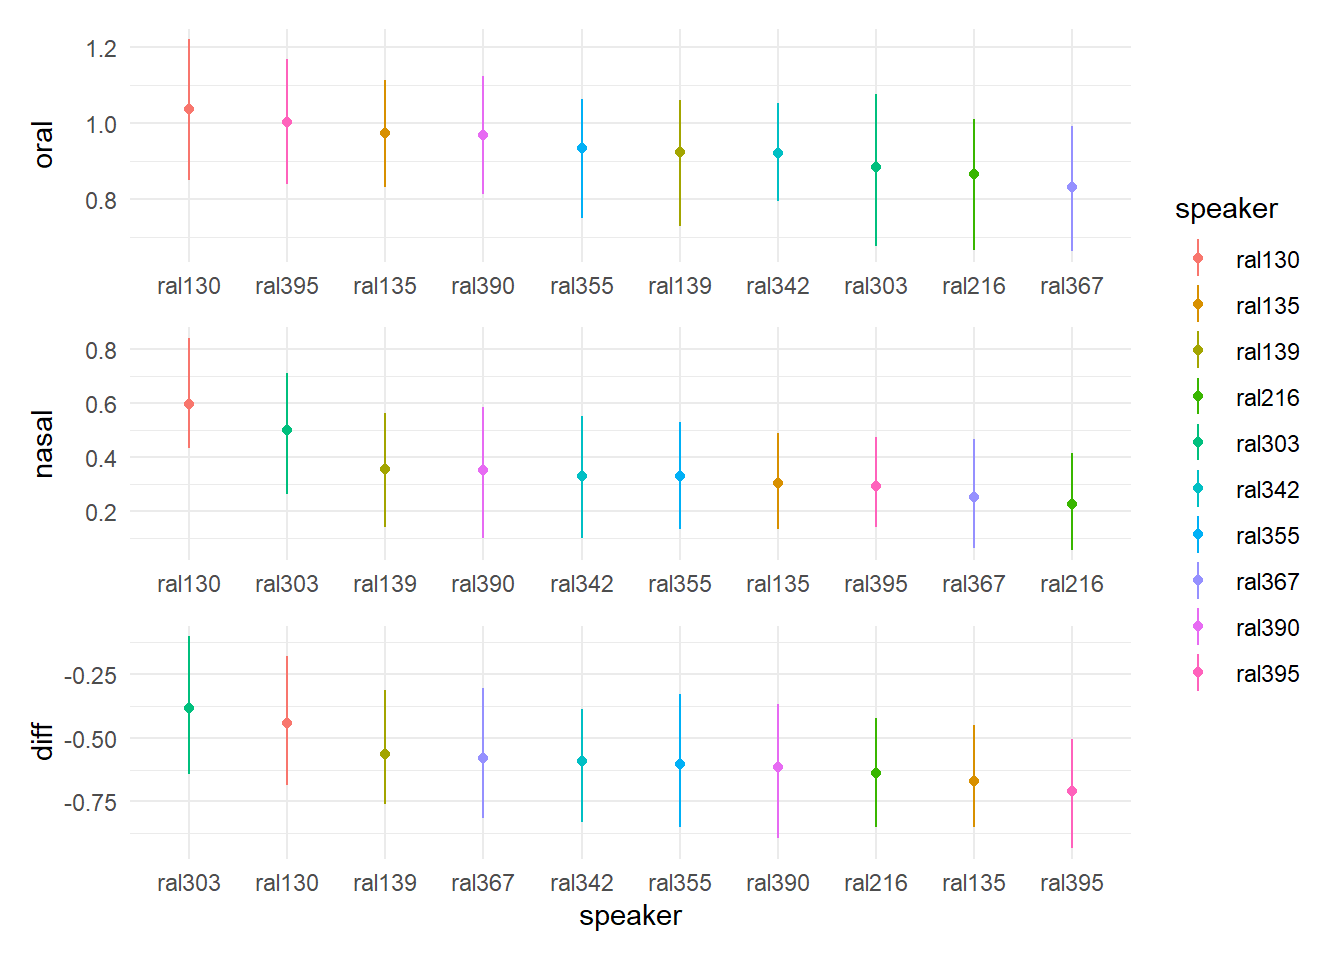 oral
1.2
1.0
0.8
ral130 ral395 ral135 ral390 ral355 ral139 ral342 ral303 ral216 ral367
nasal
0.8
0.6
0.4
0.2
ral130 ral303 ral139 ral390 ral342 ral355 ral135 ral395 ral367 ral216
diff
-0.25
-0.50
-0.75
ral303 ral130 ral139 ral367 ral342 ral355 ral390 ral216 ral135 ral395
speaker
speaker
ral130
ral135
ral139
ral216
ral303
ral342
ral355
ral367
ral390
ral395